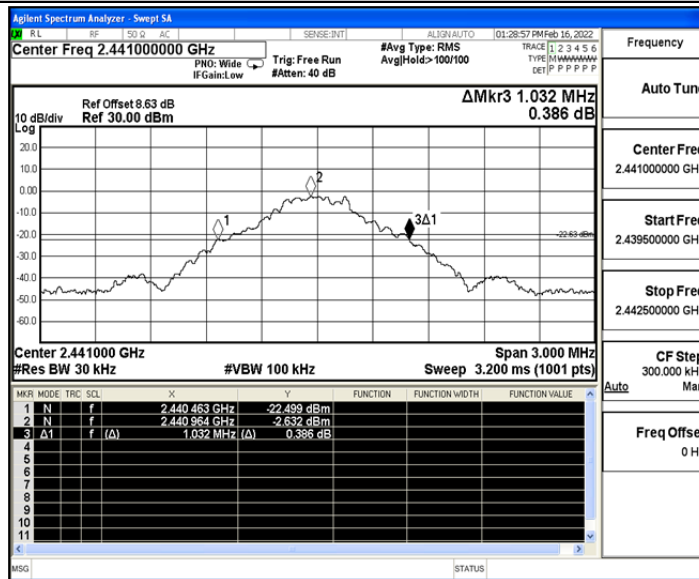 Agilent Spectrum Analyzer - Swept SA
LXI RL RF 50 Ω AC SENSE:INT ALIGN AUTO 01:28:57 PM Feb 16, 2022
Center Freq 2.441000000 GHz
PNO: Wide
IFGain:Low
Trig: Free Run
#Atten: 40 dB
#Avg Type: RMS
Avg|Hold:>100/100
TRACE 1 2 3 4 5 6
TYPE MWWWWW
DET P P P P P P
Frequency
ΔMkr3 1.032 MHz
0.386 dB
Ref Offset 8.63 dB
10 dB/div Ref 30.00 dBm
Log
20.0
10.0
0.00
-10.0
-20.0
-30.0
-40.0
-50.0
-60.0
1
2
3Δ1
-22.63 dBm
Center 2.441000 GHz Span 3.000 MHz
#Res BW 30 kHz #VBW 100 kHz Sweep 3.200 ms (1001 pts)
MKR MODE TRC SCL X Y FUNCTION FUNCTION WIDTH FUNCTION VALUE
1 N f 2.440 463 GHz -22.499 dBm
2 N f 2.440 964 GHz -2.632 dBm
3 Δ1 f (Δ) 1.032 MHz (Δ) 0.386 dB
4
5
6
7
8
9
10
11
MSG STATUS
Auto Tun
Center Fre
2.441000000 GH
Start Fre
2.439500000 GH
Stop Fre
2.442500000 GH
CF Step
300.000 kH
Auto Ma
Freq Offse
0 H